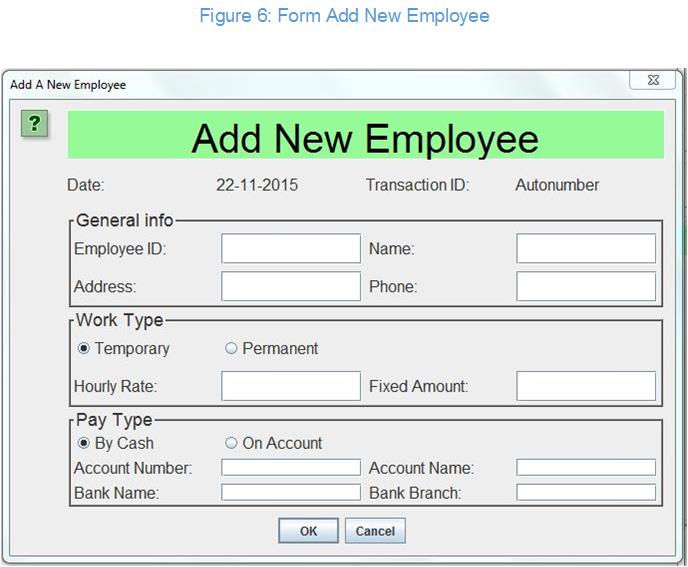 Figure 6: Form Add New Employee
Add A New Employee
?
Add New Employee
Date: 22-11-2015 Transaction ID: Autonumber
General info
Employee ID: Name:
Address: Phone:
Work Type
Temporary Permanent
Hourly Rate: Fixed Amount:
Pay Type
By Cash On Account
Account Number: Account Name:
Bank Name: Bank Branch:
OK Cancel